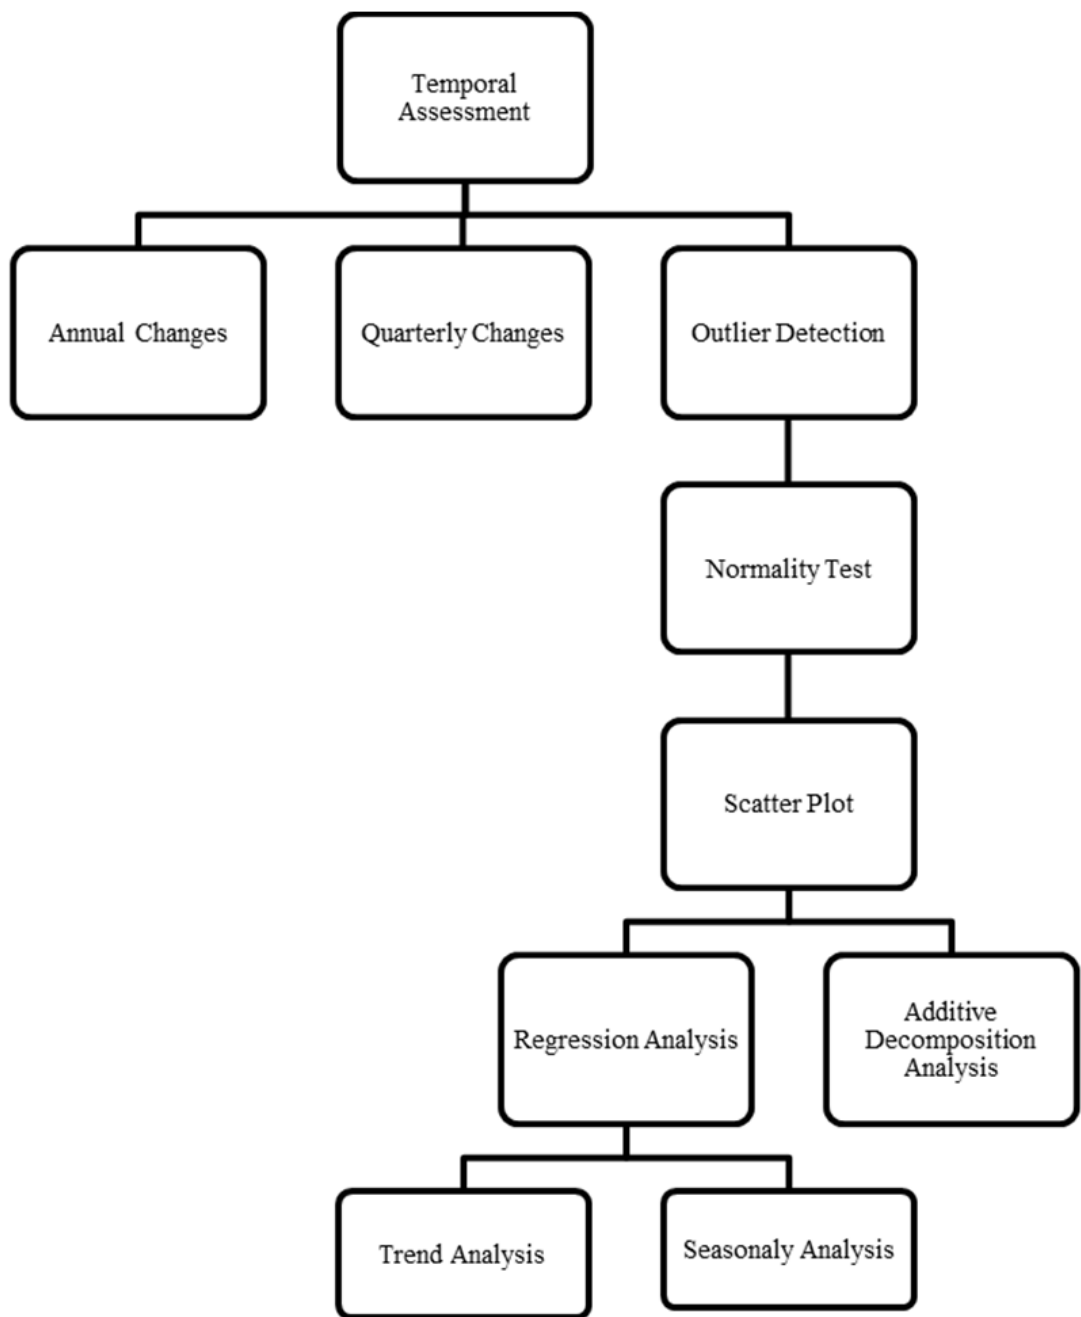 Temporal
Assessment
Annual Changes
Quarterly Changes
Outlier Detection
Normality Test
Scatter Plot
Regression Analysis
Additive
Decomposition
Analysis
Trend Analysis
Seasonaly Analysis